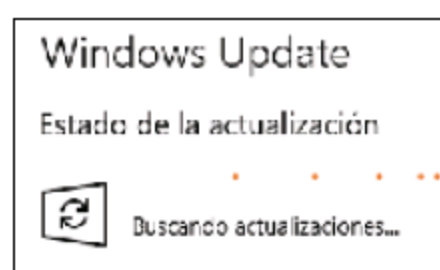 Windows Update
Estado de la actualización
Buscando actualizaciones...